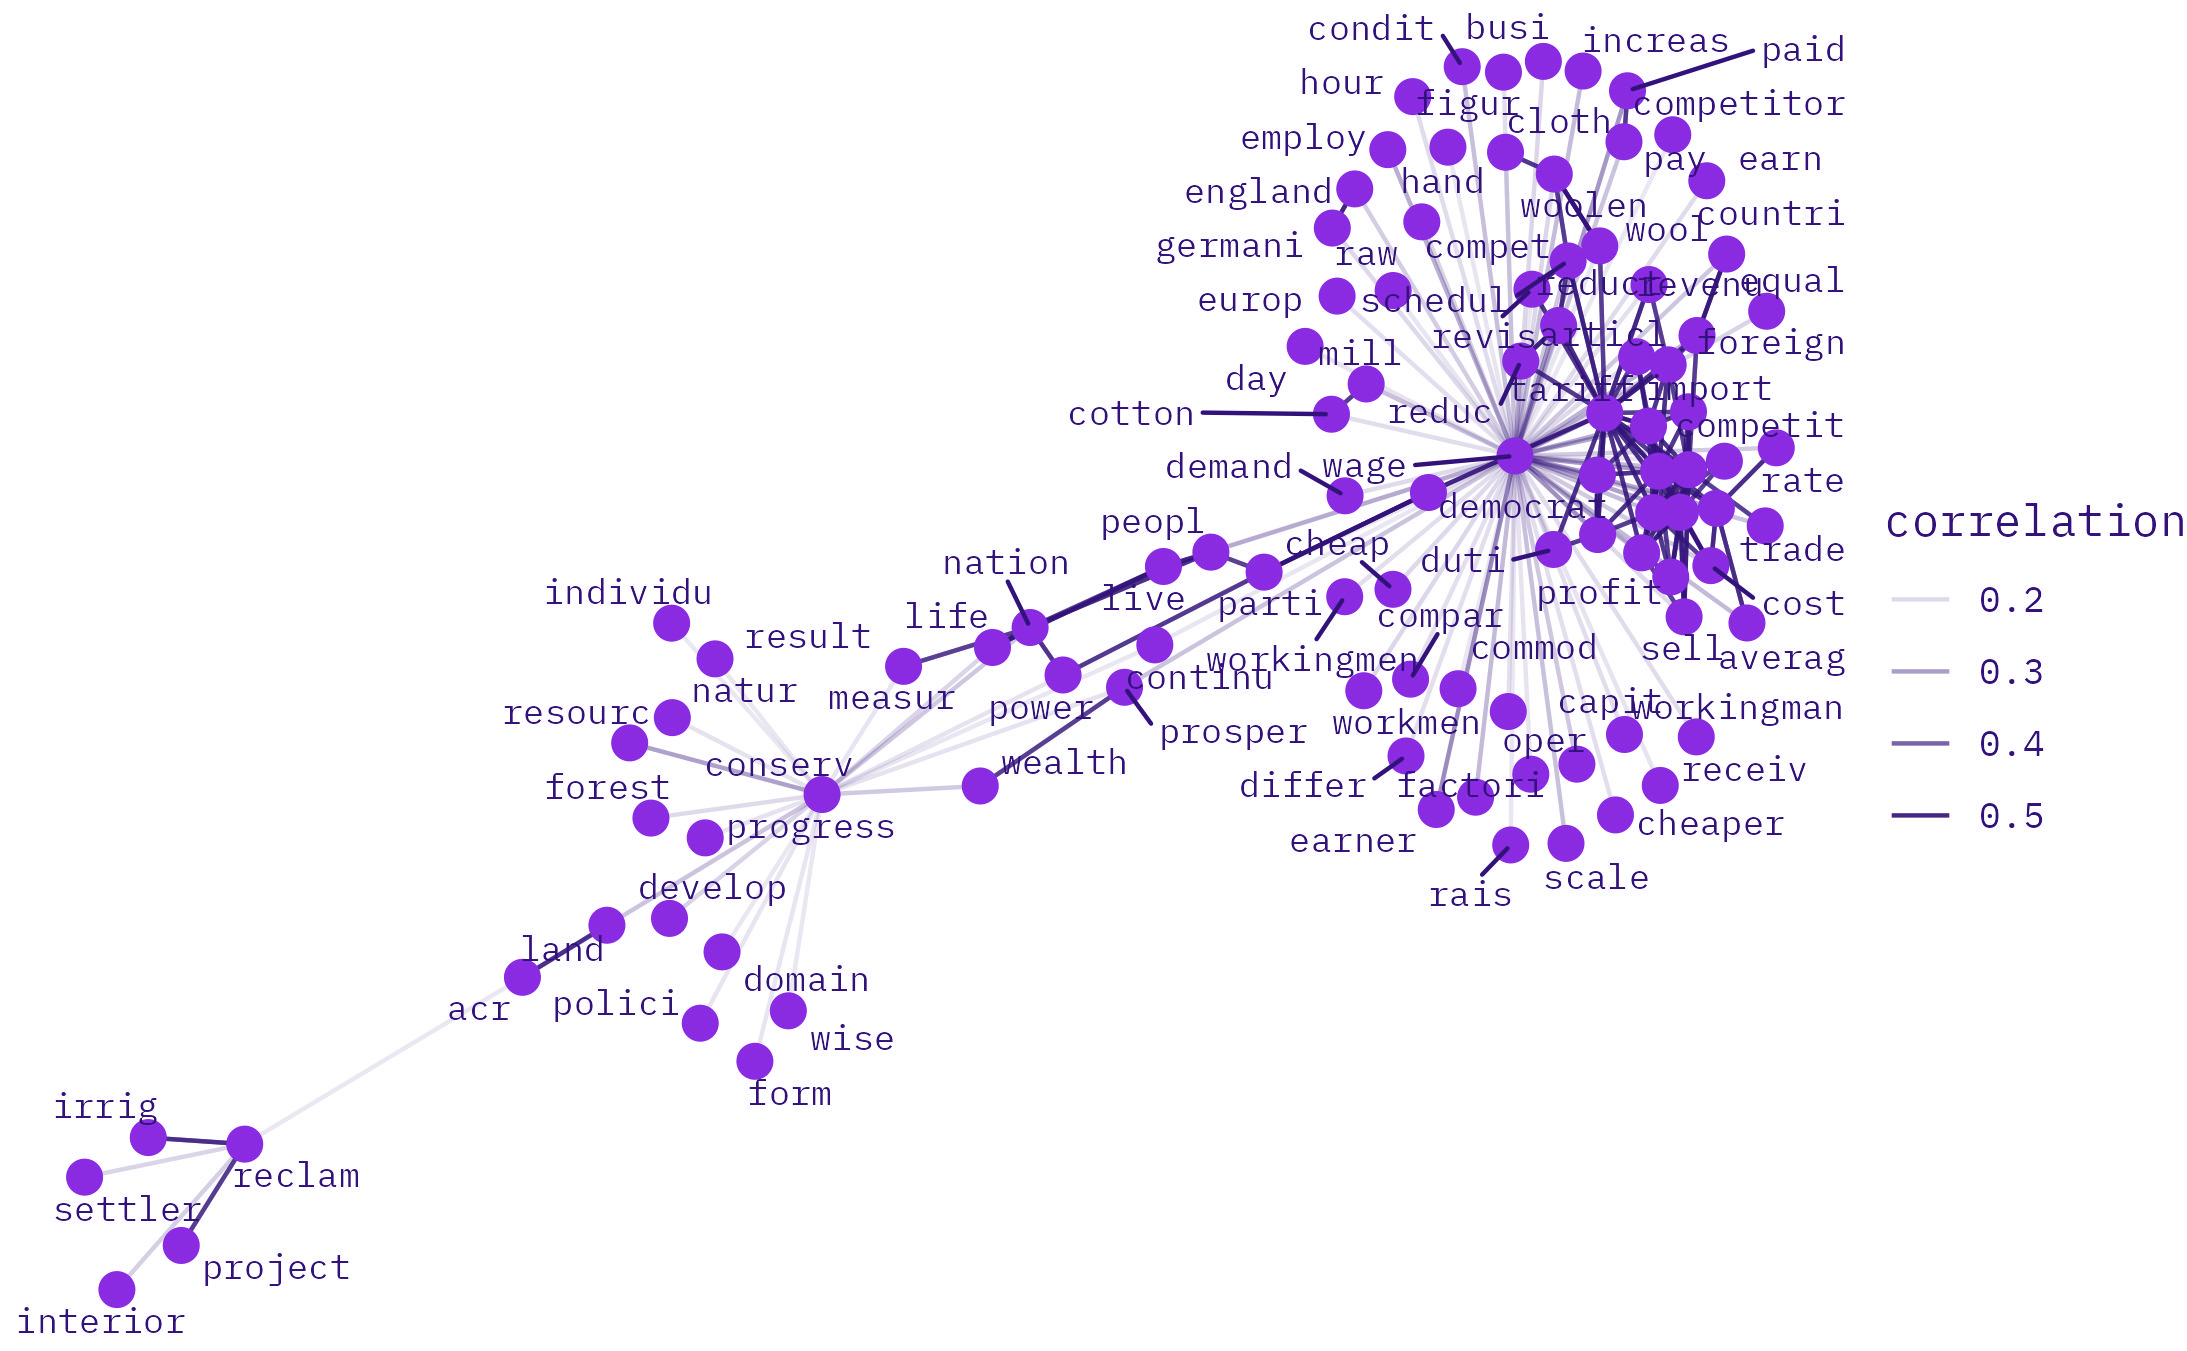 condit
busi
increas
paid
hour
figur
competitor
cloth
employ
pay
earn
england
hand
woolen
countri
germani
raw
compet
wool
europ
schedul
reduct
revenu
equal
mill
revis
articl
foreign
day
tariff
import
cotton
reduc
competit
demand
wage
rate
democrat
peopl
cheap
duti
trade
nation
individu
live
parti
profit
cost
life
compar
result
workingmen
commod
sell
averag
natur
measur
continu
resourc
power
capit
workingman
workmen
prosper
oper
conserv
wealth
receiv
forest
differ
factori
progress
cheaper
earner
develop
rais
scale
land
domain
acr
polici
wise
form
irrig
reclam
settler
project
interior
correlation
0.2
0.3
0.4
0.5